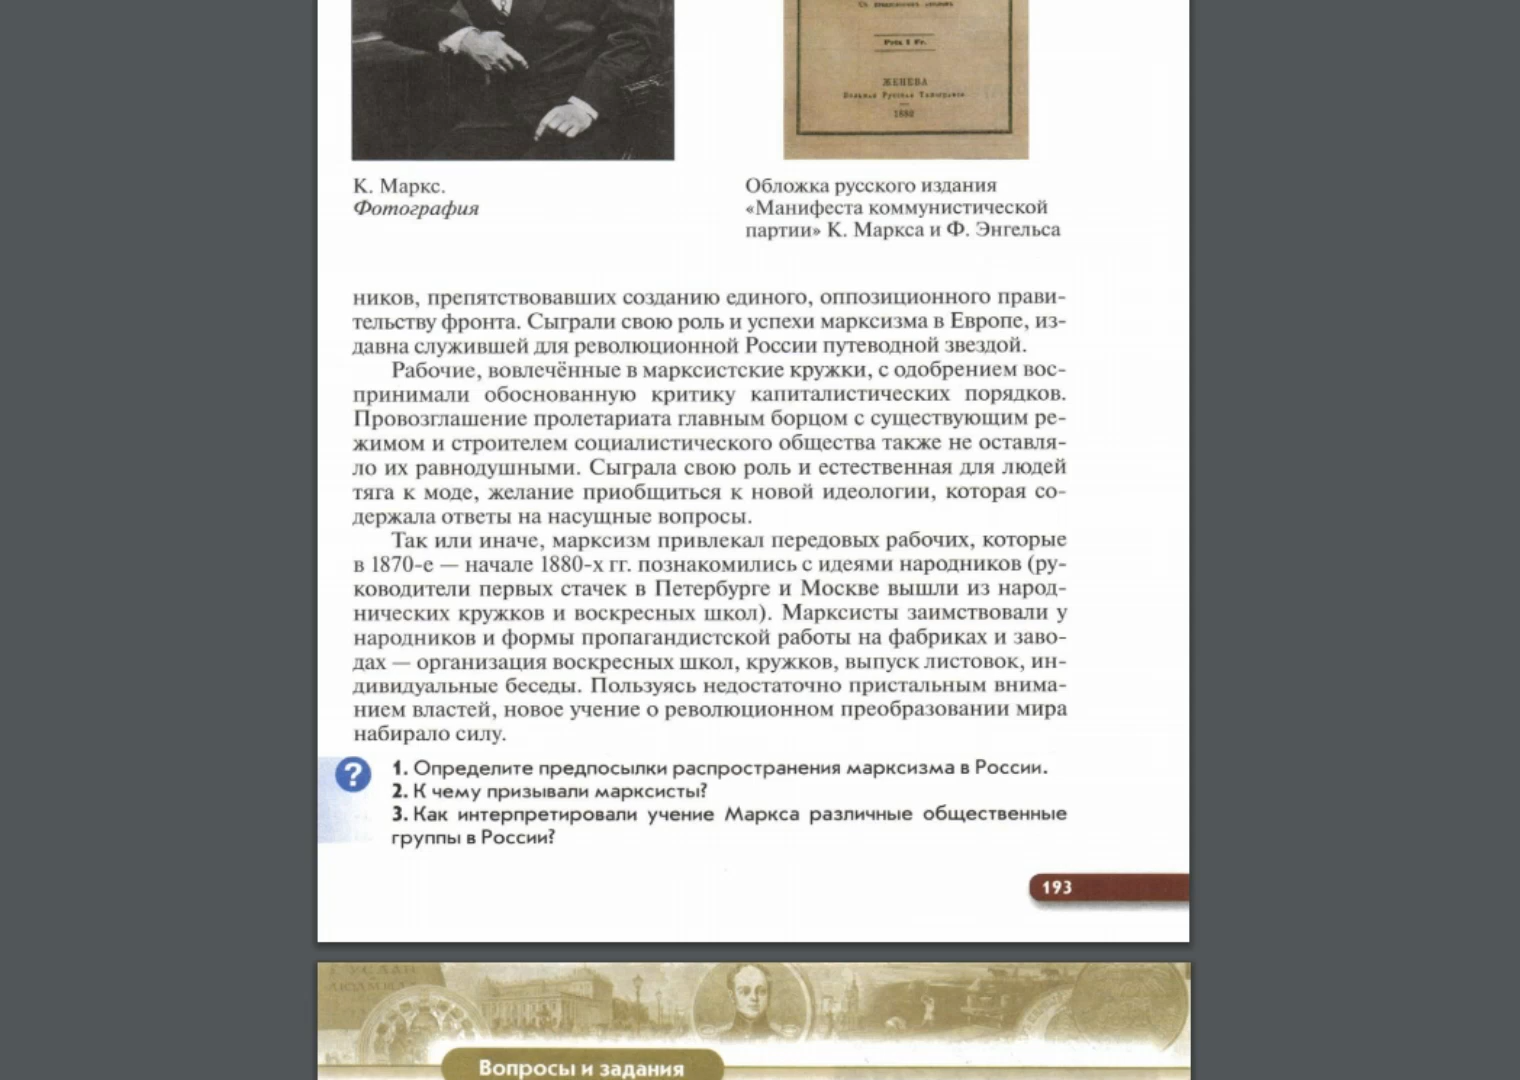 Prix 1 Fr.
ЖЕНЕВА
Вольная Русская Типография
К. Маркс.
Фотография
Обложка русского издания
«Манифеста коммунистической
партии» К. Маркса и Ф. Энгельса
ников, препятствовавших созданию единого, оппозиционного прави-
тельству фронта. Сыграли свою роль и успехи марксизма в Европе, из-
давна служившей для революционной России путеводной звездой.
Рабочие, вовлечённые в марксистские кружки, с одобрением вос-
принимали обоснованную критику капиталистических порядков.
Провозглашение пролетариата главным борцом с существующим ре-
жимом и строителем социалистического общества также не оставля-
ло их равнодушными. Сыграла свою роль и естественная для людей
тяга к моде, желание приобщиться к новой идеологии, которая со-
держала ответы на насущные вопросы.
Так или иначе, марксизм привлекал передовых рабочих, которые
в 1870-е — начале 1880-х гг. познакомились с идеями народников (ру-
ководители первых стачек в Петербурге и Москве вышли из народ-
нических кружков и воскресных школ). Марксисты заимствовали у
народников и формы пропагандистской работы на фабриках и заво-
дах — организация воскресных школ, кружков, выпуск листовок, ин-
дивидуальные беседы. Пользуясь недостаточно пристальным внима-
нием властей, новое учение о революционном преобразовании мира
набирало силу.
? 1. Определите предпосылки распространения марксизма в России.
2. К чему призывали марксисты?
3. Как интерпретировали учение Маркса различные общественные
группы в России?
193
Вопросы и задания